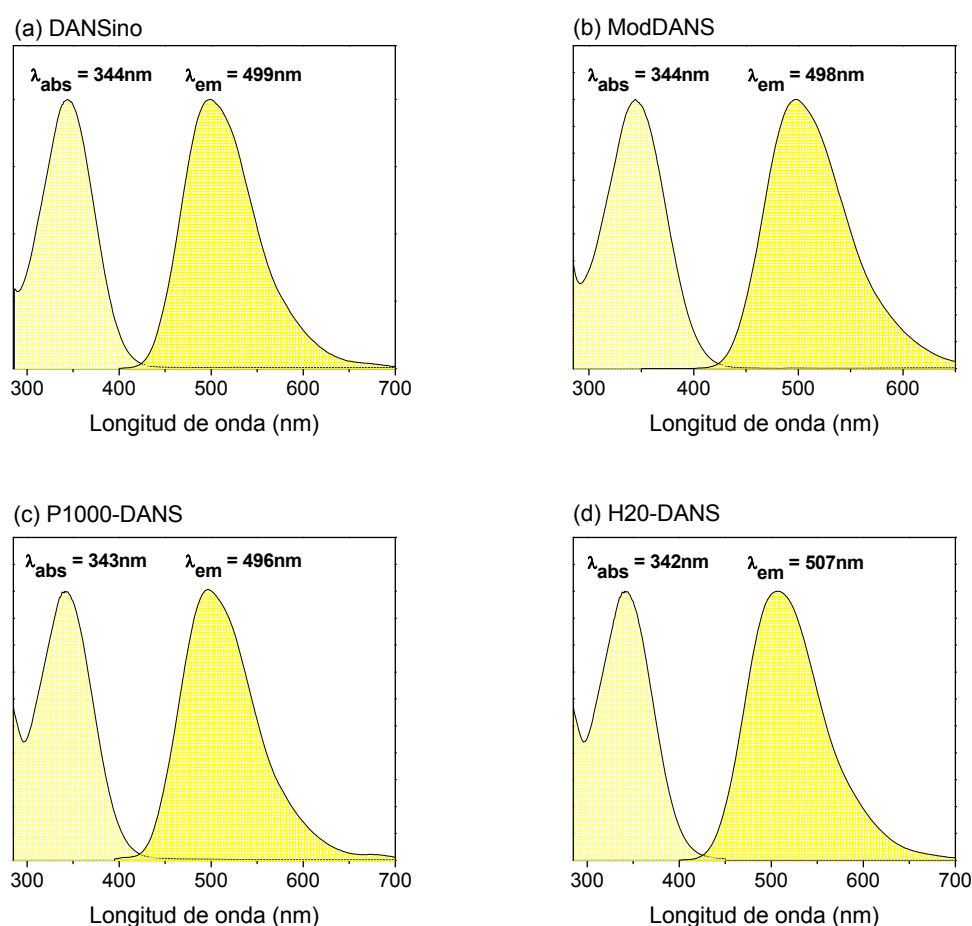 (a) DANSino
(b) ModDANS
λabs = 344nm
λem = 499nm
λabs = 344nm
λem = 498nm
300 400 500 600 700
300 400 500 600
Longitud de onda (nm)
Longitud de onda (nm)
(c) P1000-DANS
(d) H20-DANS
λabs = 343nm
λem = 496nm
λabs = 342nm
λem = 507nm
300 400 500 600 700
300 400 500 600 700
Longitud de onda (nm)
Longitud de onda (nm)